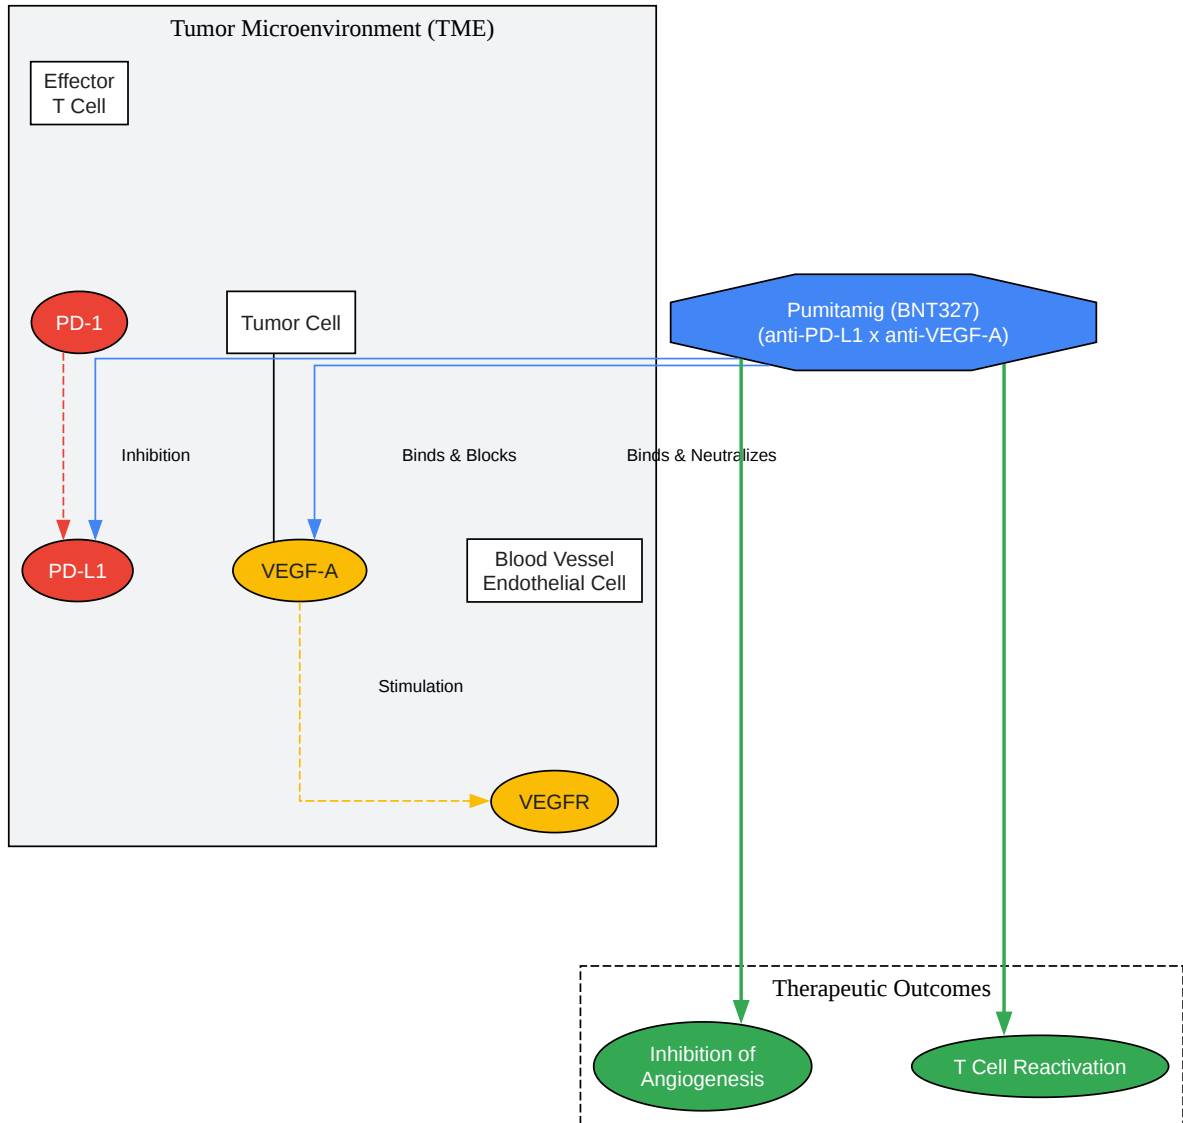 Tumor Microenvironment (TME)
Effector
T Cell
PD-1
Tumor Cell
Pumitamig (BNT327)
(anti-PD-L1 x anti-VEGF-A)
Inhibition
Binds & Blocks
Binds & Neutralizes
PD-L1
VEGF-A
Blood Vessel
Endothelial Cell
Stimulation
VEGFR
Therapeutic Outcomes
Inhibition of
Angiogenesis
T Cell Reactivation